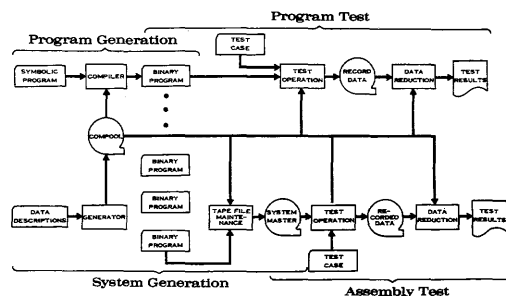 Program Test
Program Generation
TEST
CASE
SYMBOLIC
PROGRAM
COMPILER
BINARY
PROGRAM
TEST
OPERATION
RECORD
DATA
DATA
REDUCTION
TEST
RESULTS
COMPOOL
BINARY
PROGRAM
BINARY
PROGRAM
BINARY
PROGRAM
DATA
DESCRIPTIONS
GENERATOR
TAPE FILE
MAINTE-
NANCE
SYSTEM
MASTER
TEST
OPERATION
RE-
CORDED
DATA
DATA
REDUCTION
TEST
RESULTS
TEST
CASE
System Generation
Assembly Test